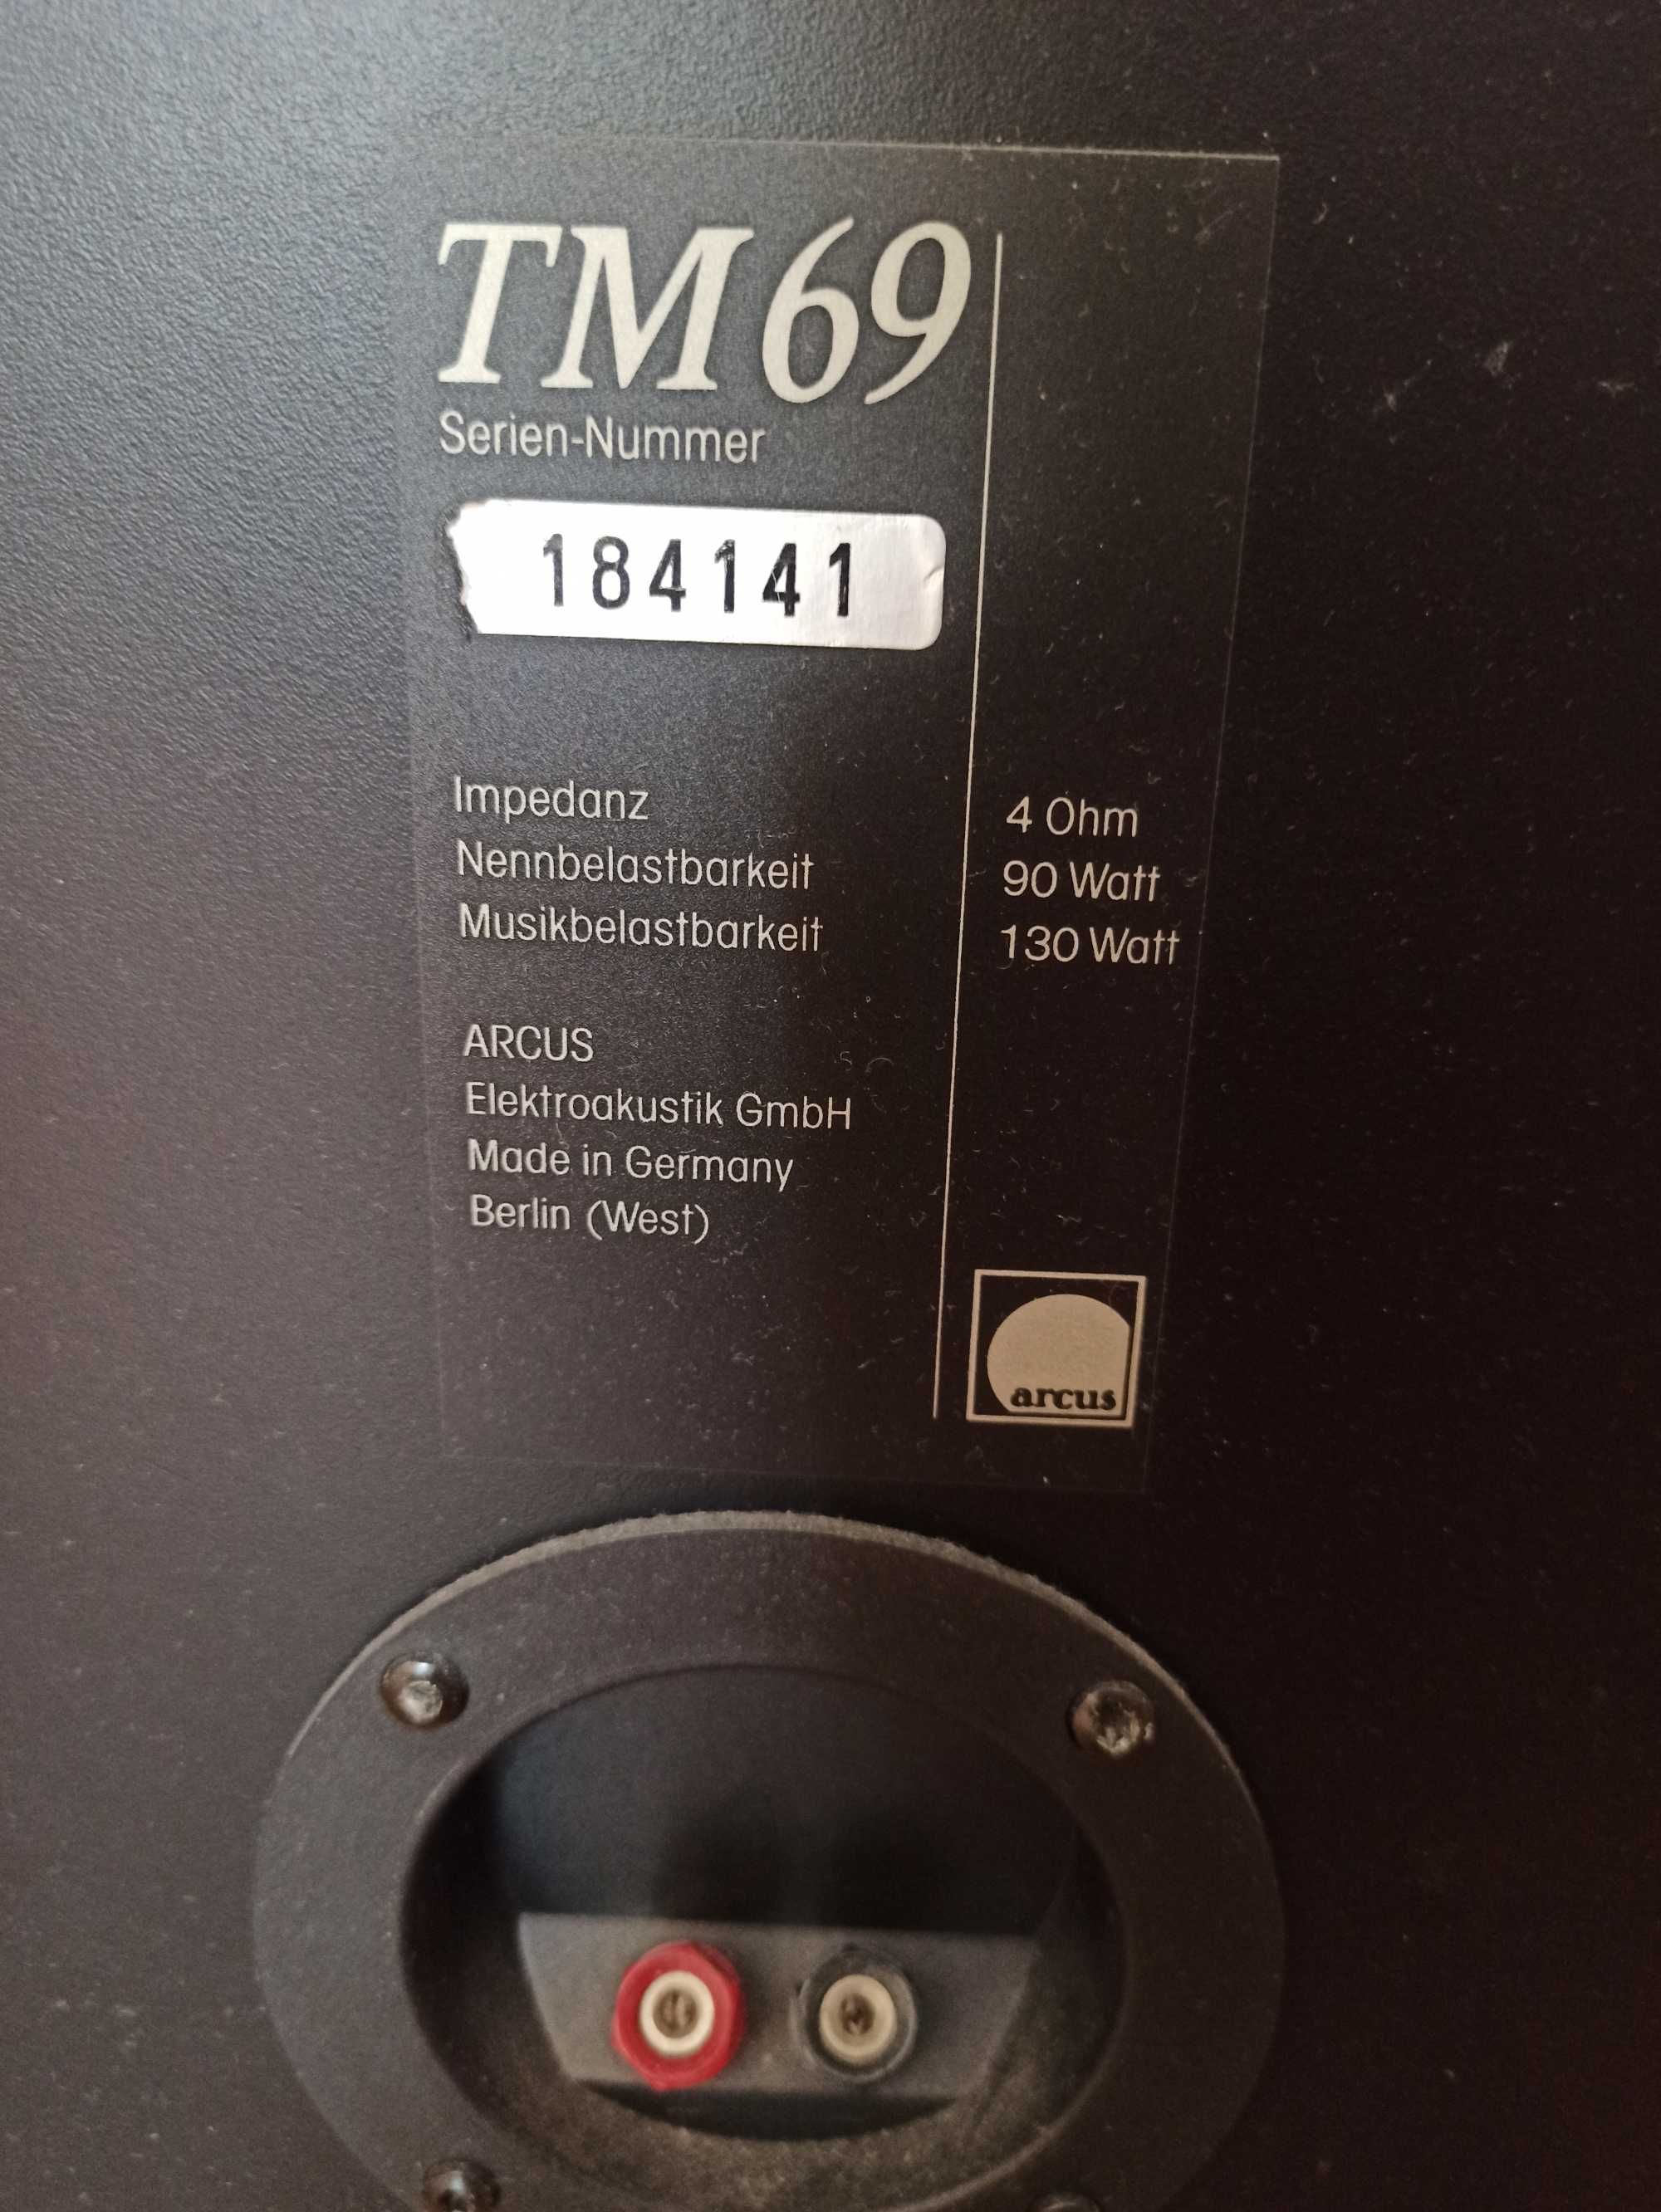 TM69
Serien-Nummer
184141
Impedanz 4 Ohm
Nennbelastbarkeit 90 Watt
Musikbelastbarkeit 130 Watt
ARCUS
Elektroakustik GmbH
Made in Germany
Berlin (West)
arcus